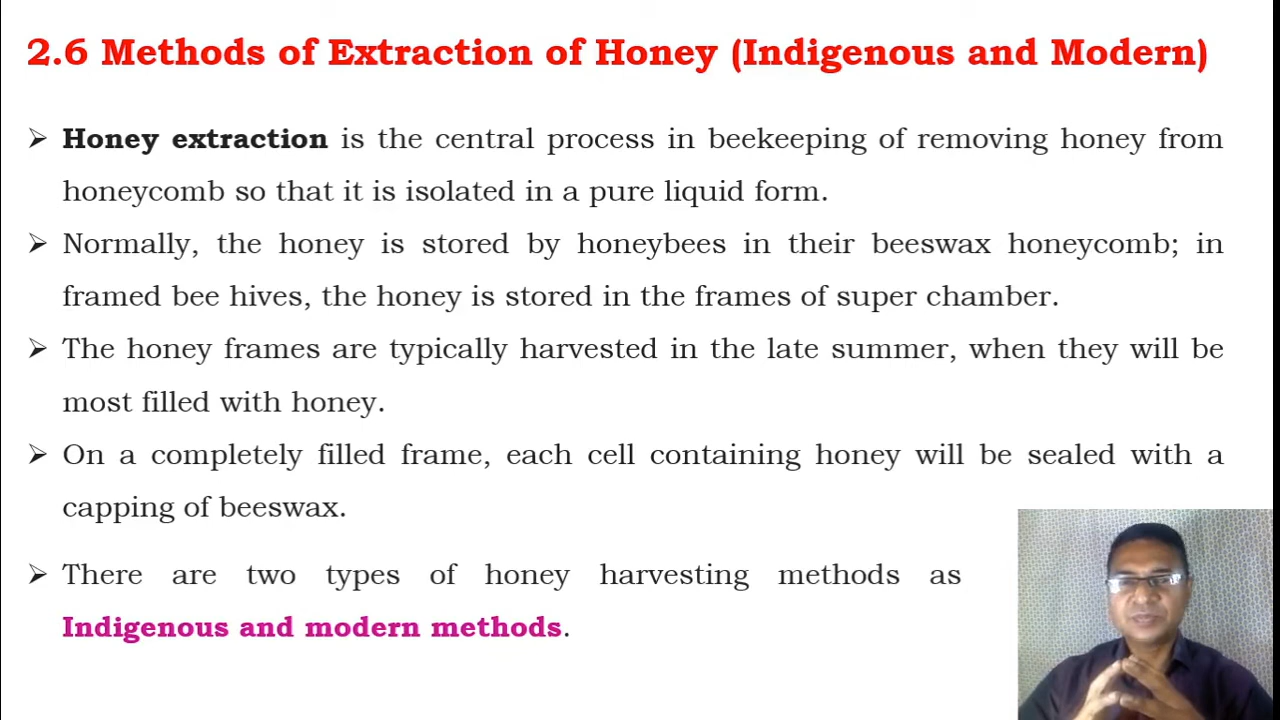 2.6 Methods of Extraction of Honey (Indigenous and Modern)
➢ Honey extraction is the central process in beekeeping of removing honey from
honeycomb so that it is isolated in a pure liquid form.
➢ Normally, the honey is stored by honeybees in their beeswax honeycomb; in
framed bee hives, the honey is stored in the frames of super chamber.
➢ The honey frames are typically harvested in the late summer, when they will be
most filled with honey.
➢ On a completely filled frame, each cell containing honey will be sealed with a
capping of beeswax.
➢ There are two types of honey harvesting methods as
Indigenous and modern methods.